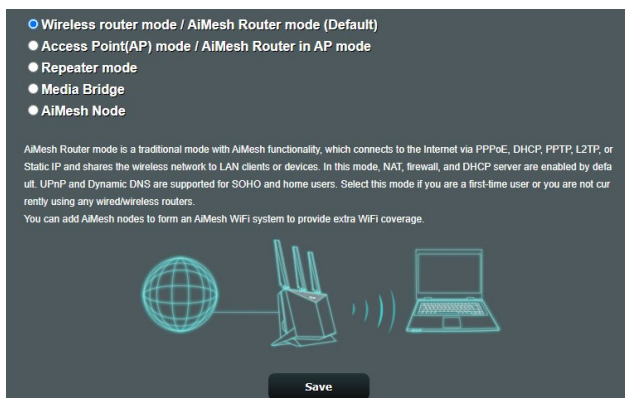 Wireless router mode / AiMesh Router mode (Default)
Access Point(AP) mode / AiMesh Router in AP mode
Repeater mode
Media Bridge
AiMesh Node
AiMesh Router mode is a traditional mode with AiMesh functionality, which connects to the Internet via PPPoE, DHCP, PPTP, L2TP, or
Static IP and shares the wireless network to LAN clients or devices. In this mode, NAT, firewall, and DHCP server are enabled by defa
ult. UPnP and Dynamic DNS are supported for SOHO and home users. Select this mode if you are a first-time user or you are not cur
rently using any wired/wireless routers.
You can add AiMesh nodes to form an AiMesh WiFi system to provide extra WiFi coverage.
Save